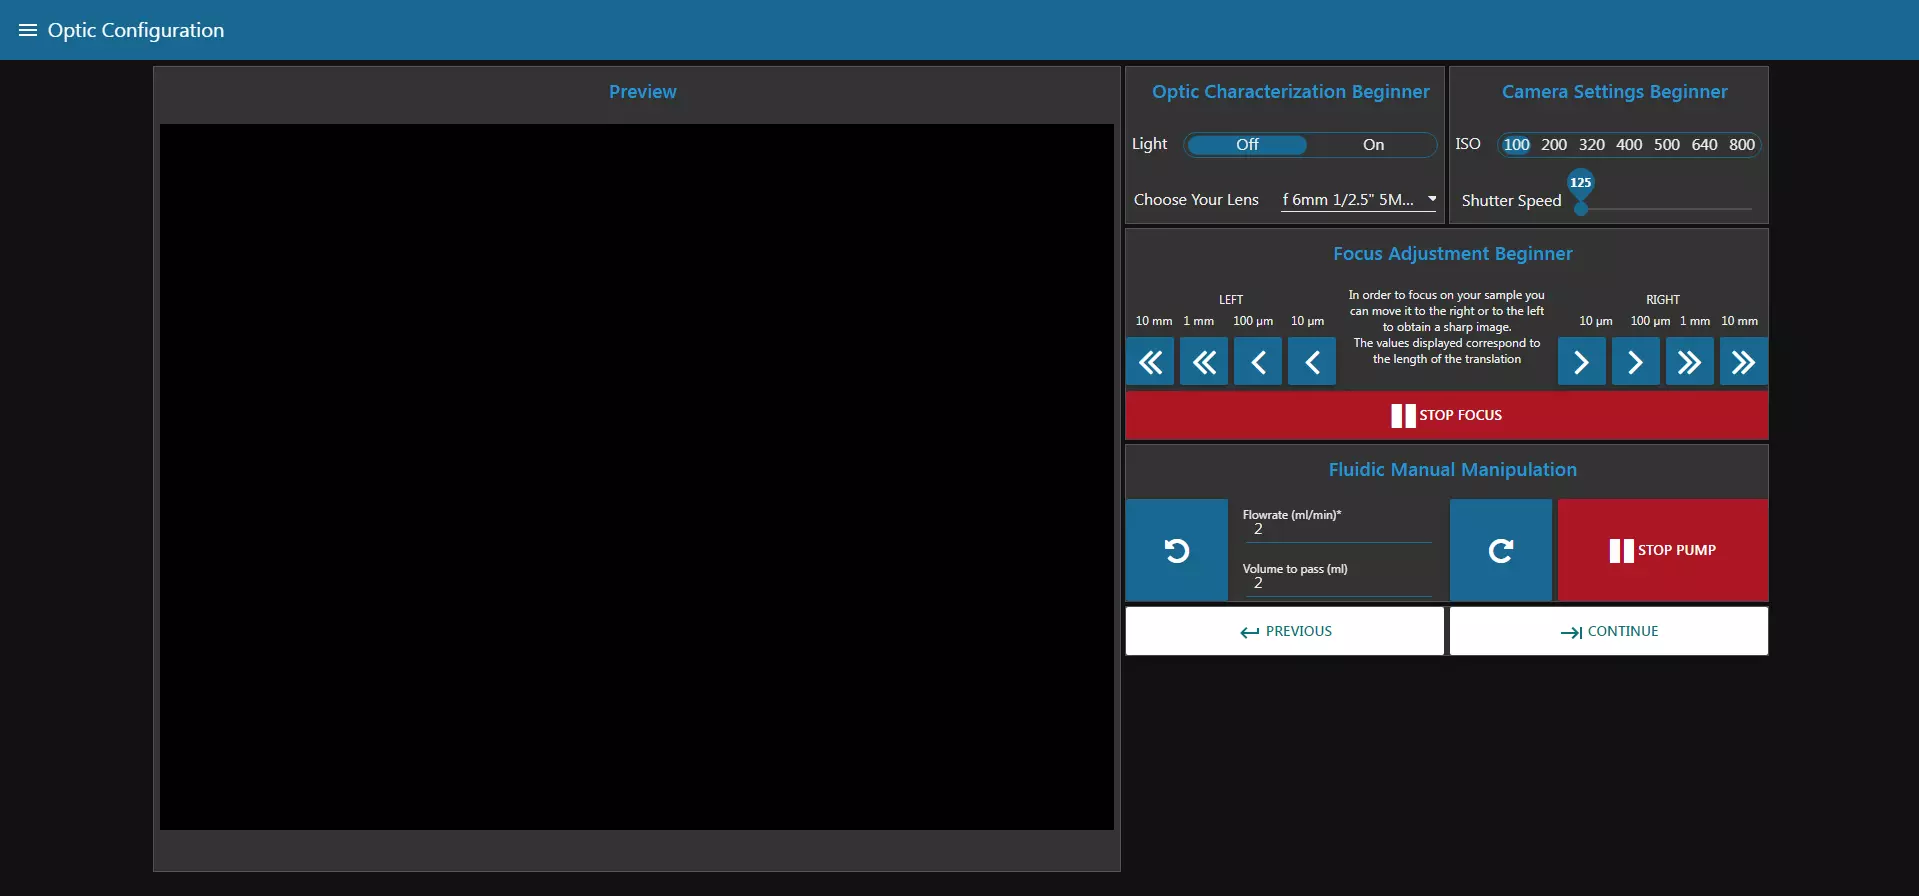 Optic Configuration
Preview
Optic Characterization Beginner
Light Off On
Choose Your Lens f 6mm 1/2.5" 5M...
Camera Settings Beginner
ISO 100 200 320 400 500 640 800
125
Shutter Speed
Focus Adjustment Beginner
LEFT
10 mm 1 mm 100 µm 10 µm
In order to focus on your sample you
can move it to the right or to the left
to obtain a sharp image.
The values displayed correspond to
the length of the translation
RIGHT
10 µm 100 µm 1 mm 10 mm
STOP FOCUS
Fluidic Manual Manipulation
Flowrate (ml/min)*
2
Volume to pass (ml)
2
STOP PUMP
PREVIOUS
CONTINUE